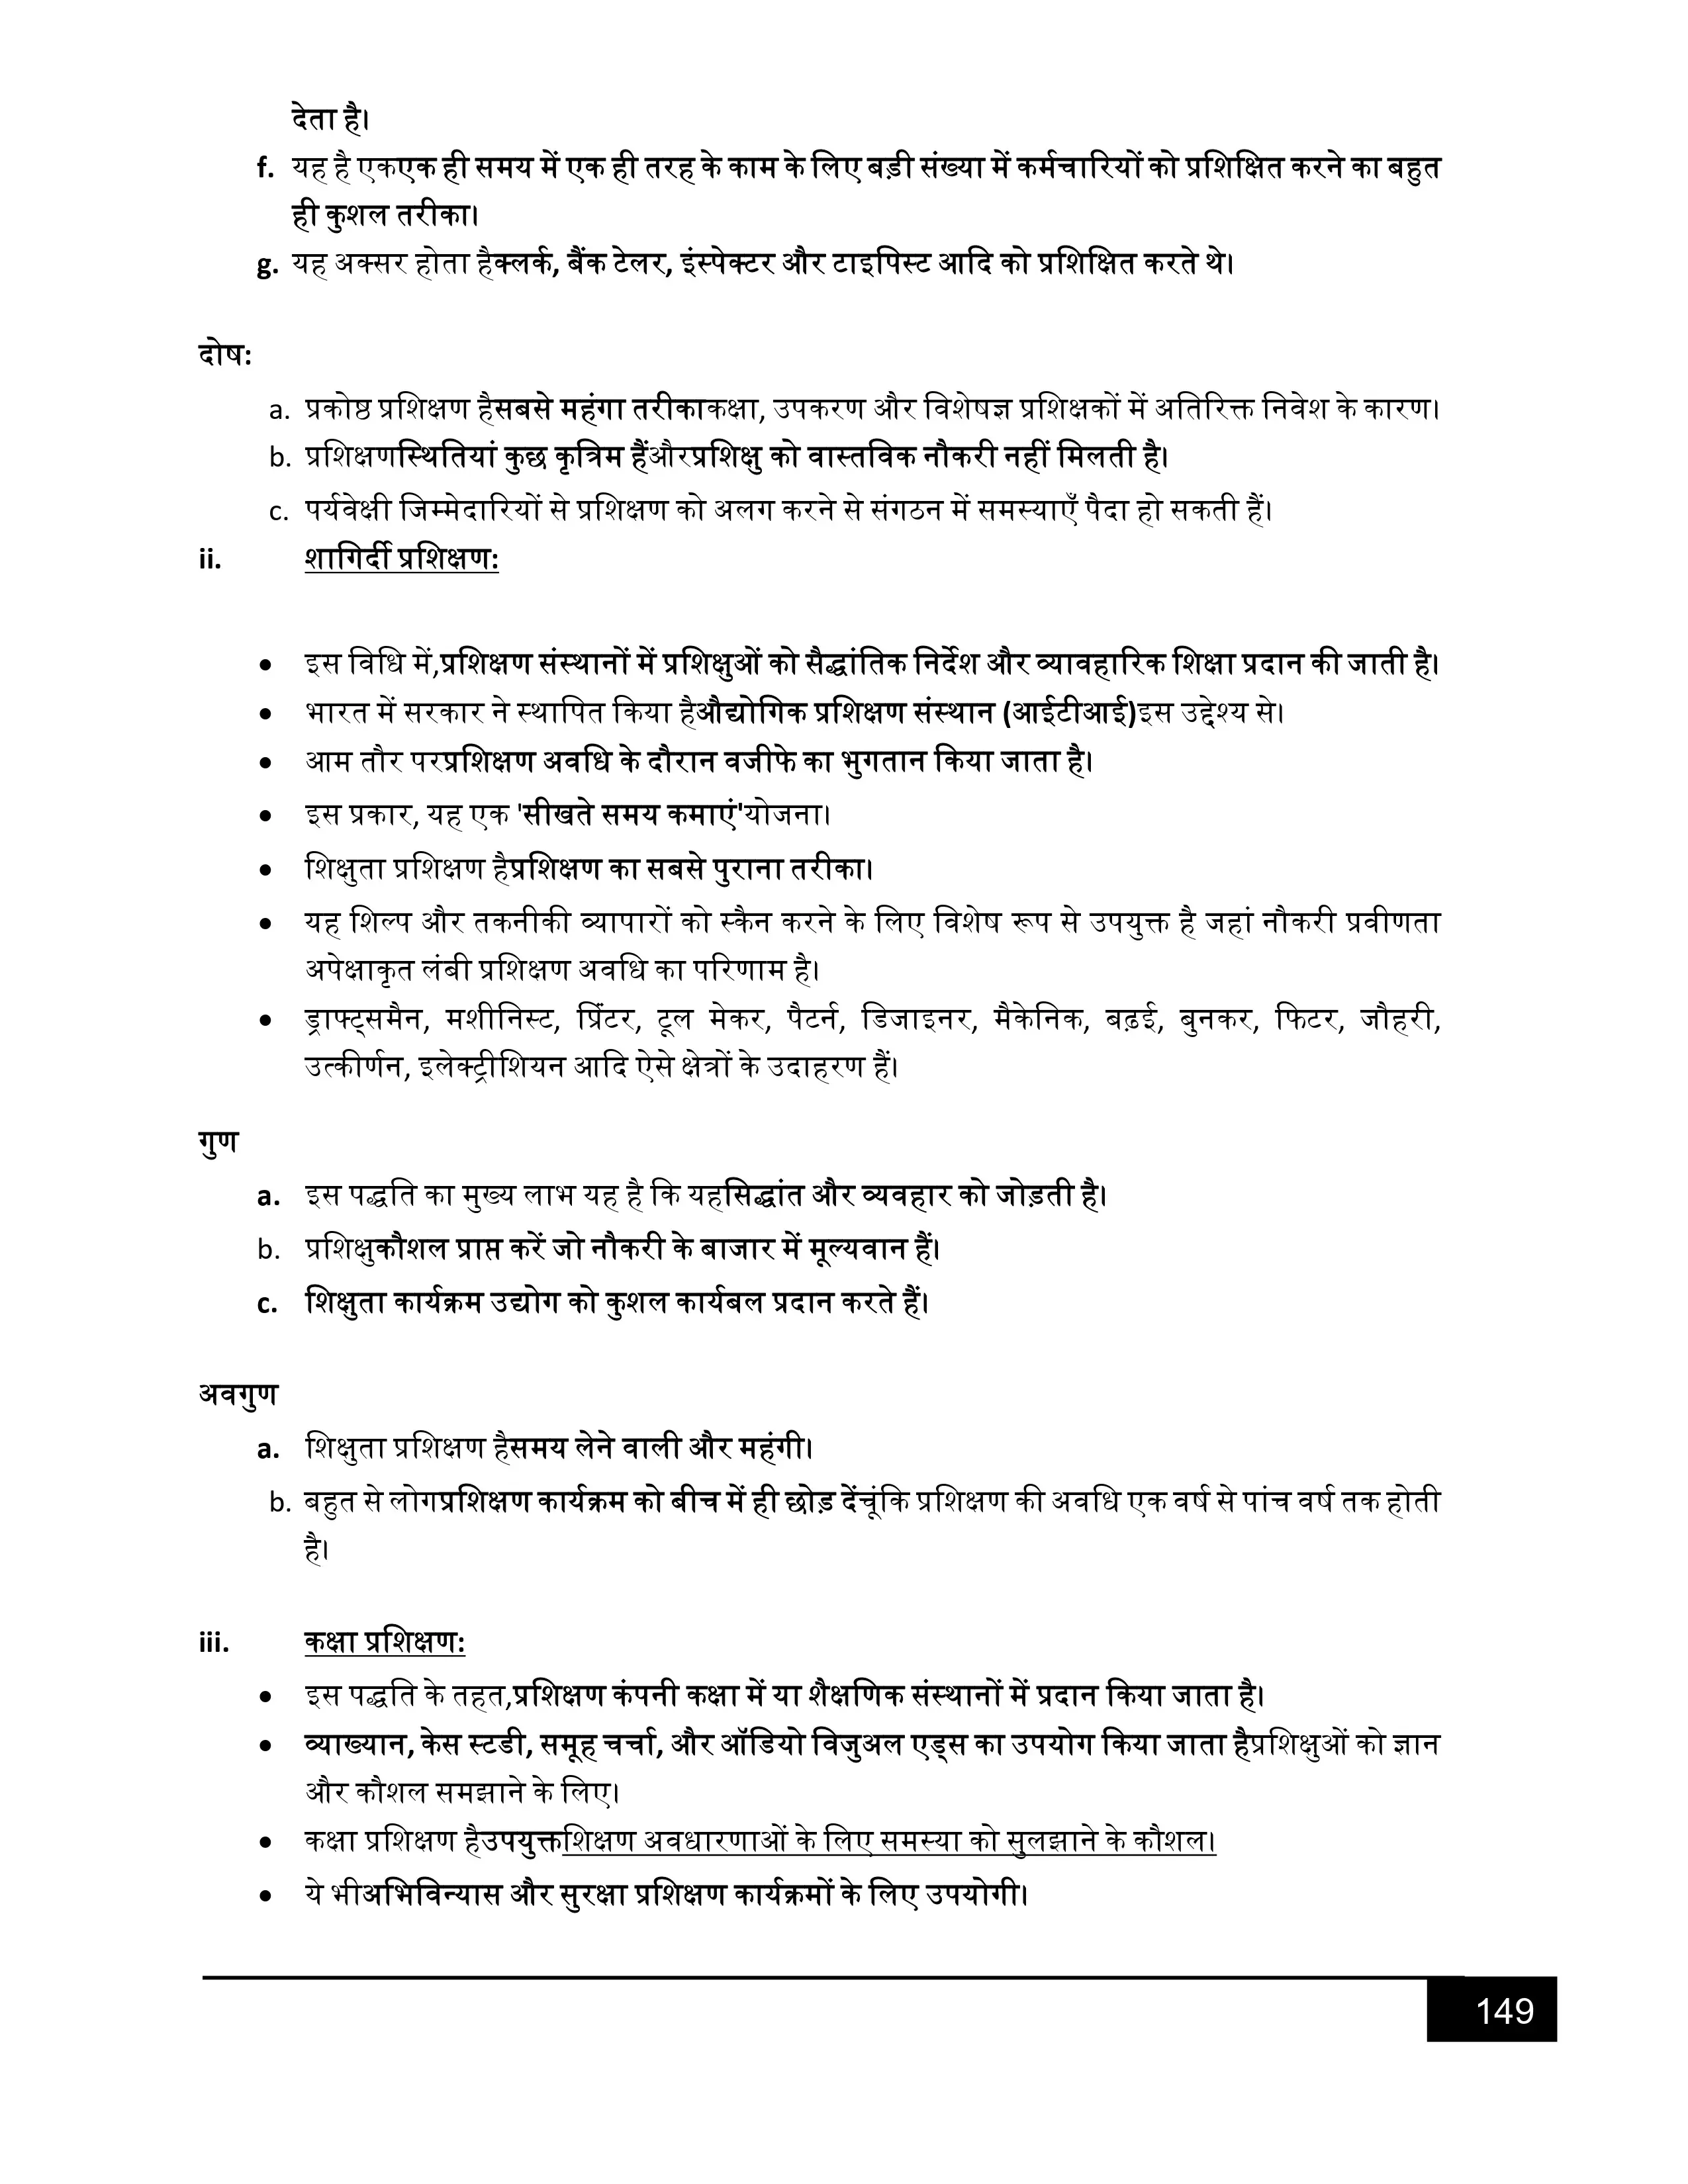 देता है।
f. यह है एकएक ही समय में एक ही तरह के काम के लिए बड़ी संख्या में कर्मचारियों को प्रशिक्षित करने का बहुत
ही कुशल तरीका।
g. यह अक्सर होता हैक्लर्क, बैंक टेलर, इंस्पेक्टर और टाइपिस्ट आदि को प्रशिक्षित करते थे।
दोष:
a. प्रकोष्ठ प्रशिक्षण हैसबसे महंगा तरीकाकक्षा, उपकरण और विशेषज्ञ प्रशिक्षकों में अतिरिक्त निवेश के कारण।
b. प्रशिक्षणस्थितियां कुछ कृत्रिम हैंऔरप्रशिक्षु को वास्तविक नौकरी नहीं मिलती है।
c. पर्यवेक्षी जिम्मेदारियों से प्रशिक्षण को अलग करने से संगठन में समस्याएँ पैदा हो सकती हैं।
ii. शागिर्दी प्रशिक्षण:
• इस विधि में,प्रशिक्षण संस्थानों में प्रशिक्षुओं को सैद्धांतिक निर्देश और व्यावहारिक शिक्षा प्रदान की जाती है।
• भारत में सरकार ने स्थापित किया हैऔद्योगिक प्रशिक्षण संस्थान (आईटीआई)इस उद्देश्य से।
• आम तौर परप्रशिक्षण अवधि के दौरान वजीफे का भुगतान किया जाता है।
• इस प्रकार, यह एक 'सीखते समय कमाएं'योजना।
• शिक्षुता प्रशिक्षण हैप्रशिक्षण का सबसे पुराना तरीका।
• यह शिल्प और तकनीकी व्यापारों को स्कैन करने के लिए विशेष रूप से उपयुक्त है जहां नौकरी प्रवीणता
अपेक्षाकृत लंबी प्रशिक्षण अवधि का परिणाम है।
• ड्राफ्ट्समैन, मशीनिस्ट, प्रिंटर, टूल मेकर, पैटर्न, डिजाइनर, मैकेनिक, बढ़ई, बुनकर, फिटर, जौहरी,
उत्कीर्णन, इलेक्ट्रीशियन आदि ऐसे क्षेत्रों के उदाहरण हैं।
गुण
a. इस पद्धति का मुख्य लाभ यह है कि यहसिद्धांत और व्यवहार को जोड़ती है।
b. प्रशिक्षुकौशल प्राप्त करें जो नौकरी के बाजार में मूल्यवान हैं।
c. शिक्षुता कार्यक्रम उद्योग को कुशल कार्यबल प्रदान करते हैं।
अवगुण
a. शिक्षुता प्रशिक्षण हैसमय लेने वाली और महंगी।
b. बहुत से लोगप्रशिक्षण कार्यक्रम को बीच में ही छोड़ देंचूंकि प्रशिक्षण की अवधि एक वर्ष से पांच वर्ष तक होती
है।
iii. कक्षा प्रशिक्षण:
• इस पद्धति के तहत,प्रशिक्षण कंपनी कक्षा में या शैक्षणिक संस्थानों में प्रदान किया जाता है।
• व्याख्यान, केस स्टडी, समूह चर्चा, और ऑडियो विजुअल एड्स का उपयोग किया जाता हैप्रशिक्षुओं को ज्ञान
और कौशल समझाने के लिए।
• कक्षा प्रशिक्षण हैउपयुक्तशिक्षण अवधारणाओं के लिए समस्या को सुलझाने के कौशल।
• ये भीअभिविन्यास और सुरक्षा प्रशिक्षण कार्यक्रमों के लिए उपयोगी।
149